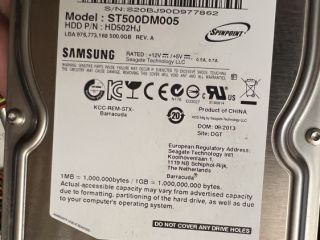 S/N: S20BJ90D977862
Model: ST500DM005
HDD P/N: HD502HJ
LBA 976,773,168 500.0GB REV. A
SPINPOINT
SAMSUNG
RATED: +12V / +5V
Seagate Technology LLC
KCC-REM-STX-
Barracuda
20
Product of CHINA
DOM: 09/2013
Site: DGT
European Regulatory Address:
Seagate Technology Int.
Koolhovenlaan 1,
1119 NB Schiphol-Rijk,
The Netherlands
Barracuda
1MB = 1,000,000bytes / 1GB = 1,000,000,000 bytes
Actual accessible capacity may vary from advertised capacity
due to formatting, partitioning of the hard drive, as well as
to your computer's operating system.
DO NOT COVER ANY DRIVE HOLES